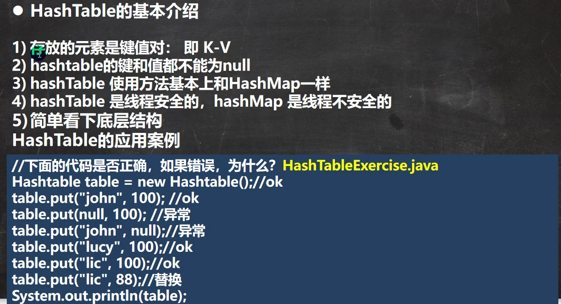 ● HashTable的基本介绍
1) 存放的元素是键值对： 即 K-V
2) hashtable的键和值都不能为null
3) hashTable 使用方法基本上和HashMap一样
4) hashTable 是线程安全的，hashMap 是线程不安全的
5) 简单看下底层结构
HashTable的应用案例
//下面的代码是否正确，如果错误，为什么？HashTableExercise.java
Hashtable table = new Hashtable();//ok
table.put("john", 100); //ok
table.put(null, 100); //异常
table.put("john", null);//异常
table.put("lucy", 100);//ok
table.put("lic", 100);//ok
table.put("lic", 88);//替换
System.out.println(table);